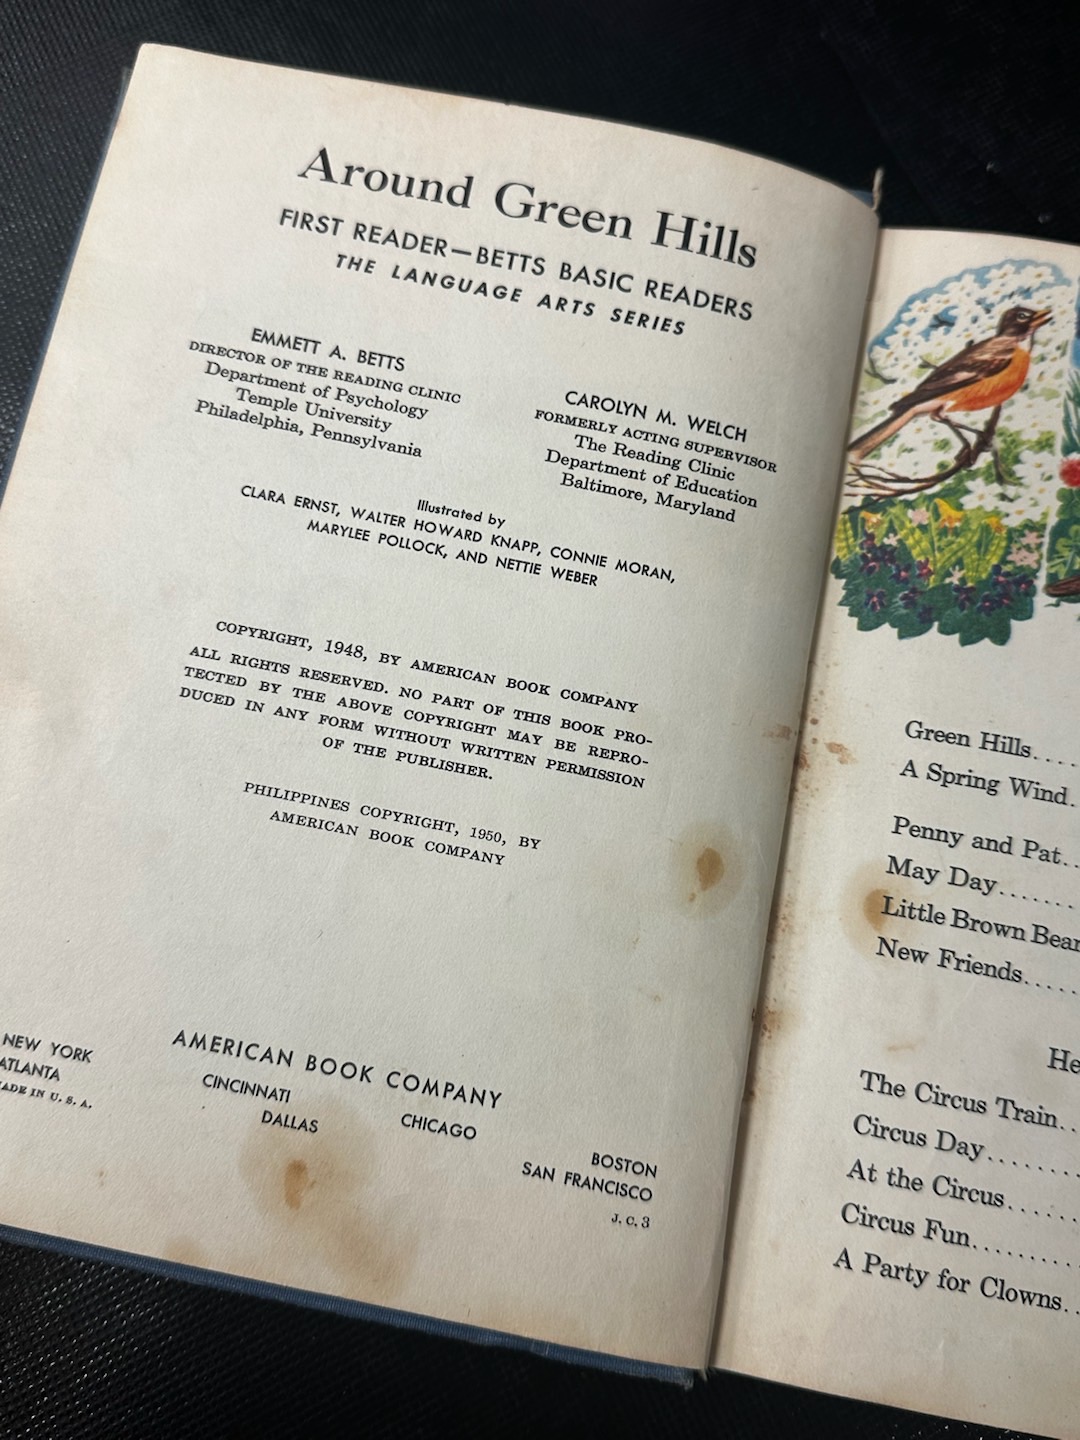 Around Green Hills
FIRST READER—BETTS BASIC READERS
THE LANGUAGE ARTS SERIES
EMMETT A. BETTS
DIRECTOR OF THE READING CLINIC
Department of Psychology
Temple University
Philadelphia, Pennsylvania
CAROLYN M. WELCH
FORMERLY ACTING SUPERVISOR
The Reading Clinic
Department of Education
Baltimore, Maryland
Illustrated by
CLARA ERNST, WALTER HOWARD KNAPP, CONNIE MORAN,
MARYLEE POLLOCK, AND NETTIE WEBER
COPYRIGHT, 1948, BY AMERICAN BOOK COMPANY
ALL RIGHTS RESERVED. NO PART OF THIS BOOK PRO-
TECTED BY THE ABOVE COPYRIGHT MAY BE REPRO-
DUCED IN ANY FORM WITHOUT WRITTEN PERMISSION
OF THE PUBLISHER.
PHILIPPINES COPYRIGHT, 1950, BY
AMERICAN BOOK COMPANY
AMERICAN BOOK COMPANY
NEW YORK
CINCINNATI
CHICAGO
BOSTON
ATLANTA
DALLAS
SAN FRANCISCO
ADE IN U. S. A.
J. C. 3
Green Hills....
A Spring Wind.
Penny and Pat..
May Day.......
Little Brown Bear
New Friends....
He
The Circus Train..
Circus Day........
At the Circus......
Circus Fun.........
A Party for Clowns..